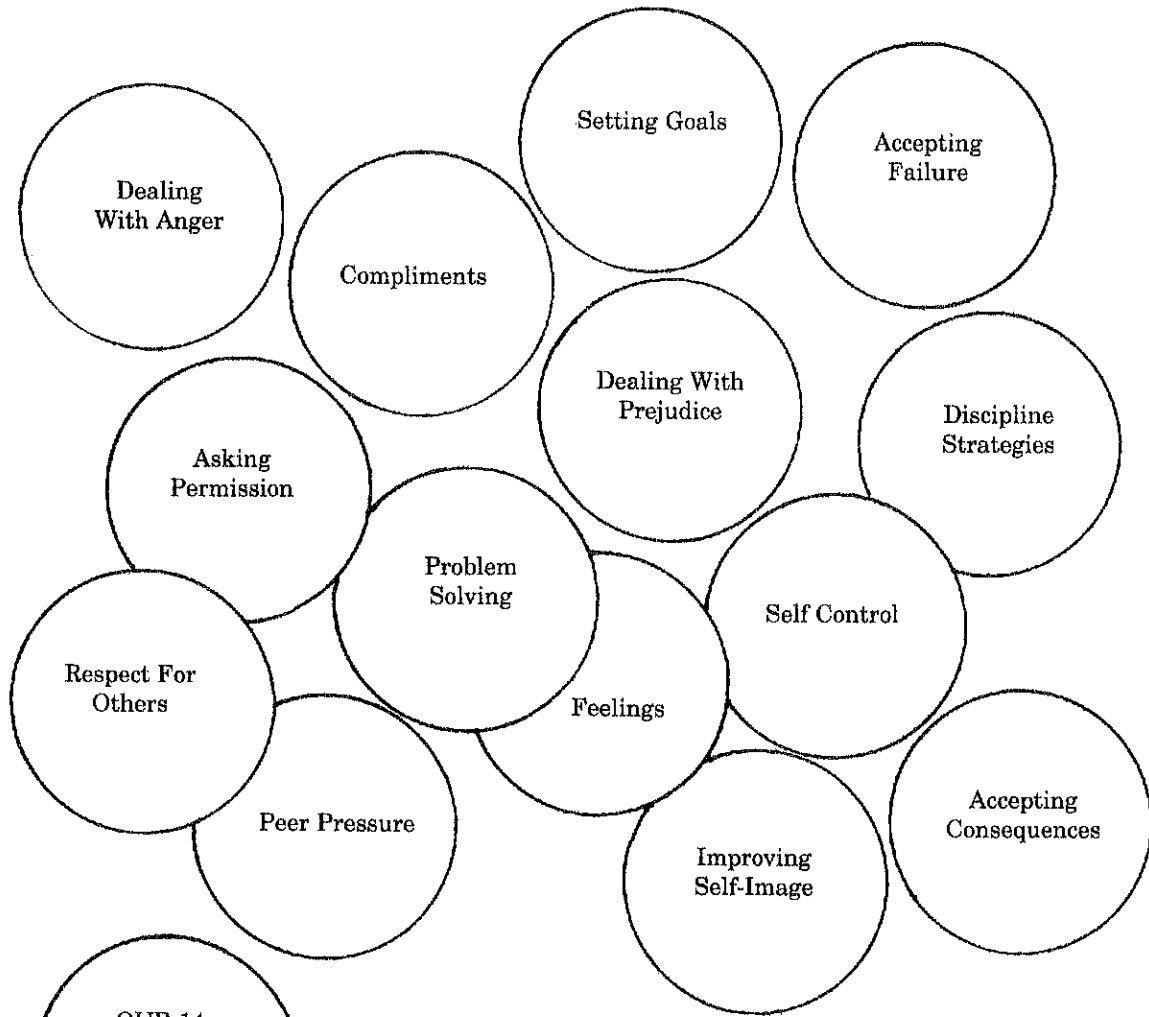 Setting Goals
Accepting
Failure
Dealing
With Anger
Compliments
Dealing With
Prejudice
Discipline
Strategies
Asking
Permission
Problem
Solving
Self Control
Respect For
Others
Feelings
Peer Pressure
Accepting
Consequences
Improving
Self-Image